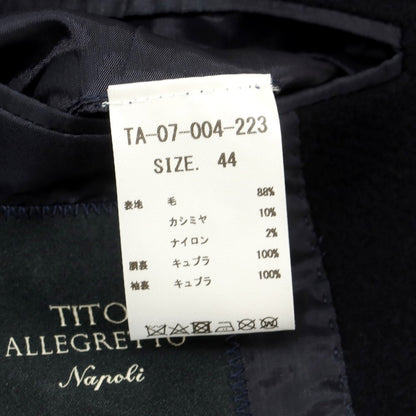 TA-07-004-223
SIZE. 44
表地 毛 88%
カシミヤ 10%
ナイロン 2%
胴裏 キュプラ 100%
袖裏 キュプラ 100%
TITO
ALLEGRETTO
Napoli